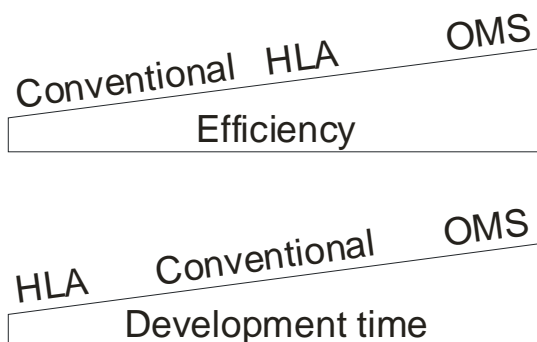 Conventional HLA OMS
Efficiency
HLA Conventional OMS
Development time